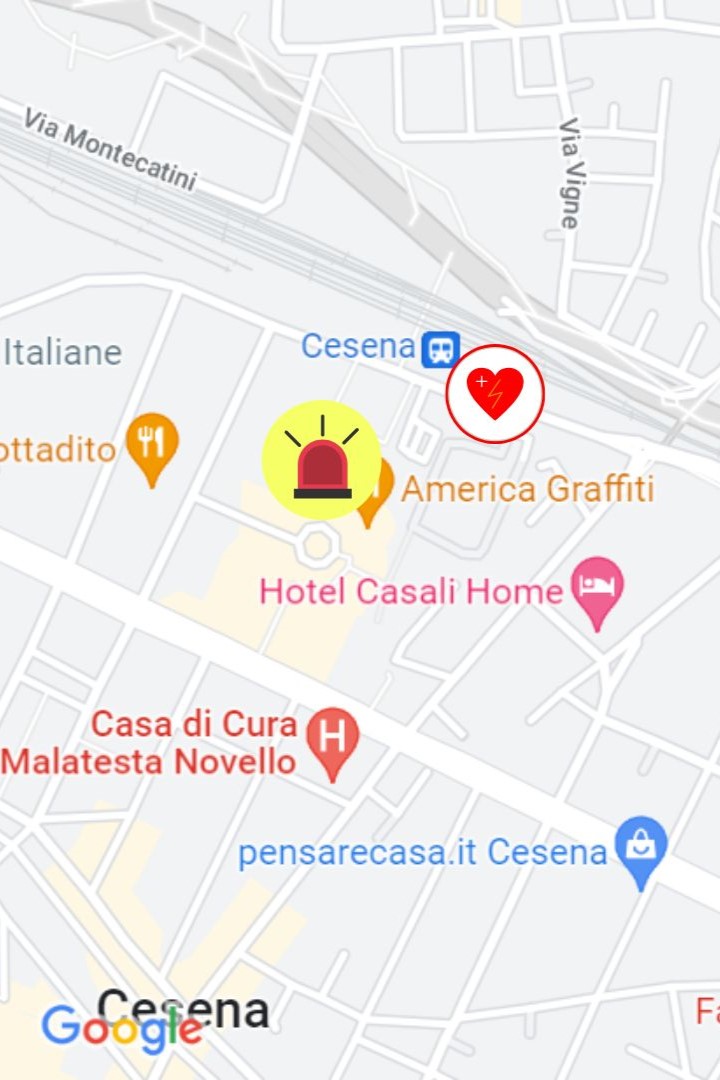 Via Montecatini
Via Vigne
Italiane
Cesena
ottadito
America Graffiti
Hotel Casali Home
Casa di Cura
Malatesta Novello
H
pensarecasa.it Cesena
Cesena
Google
Fa